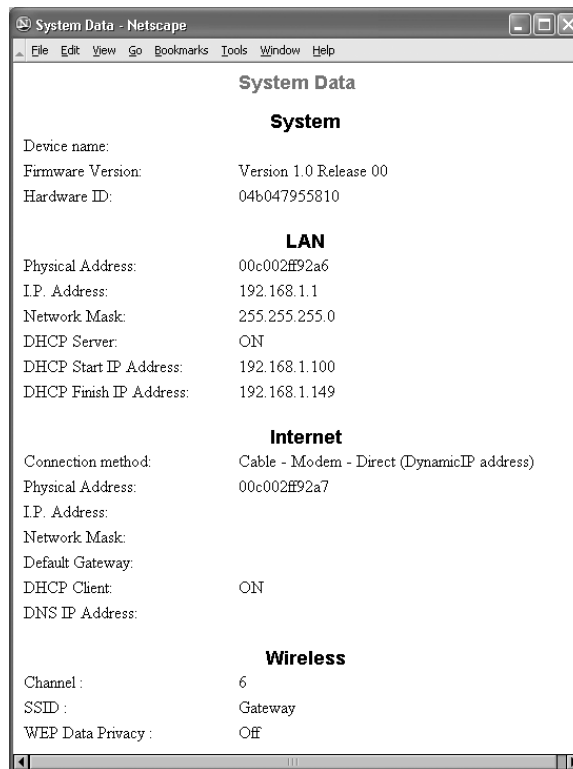 System Data - Netscape
File Edit View Go Bookmarks Tools Window Help
System Data
System
Device name:
Firmware Version: Version 1.0 Release 00
Hardware ID: 04b047955810
LAN
Physical Address: 00c002ff92a6
I.P. Address: 192.168.1.1
Network Mask: 255.255.255.0
DHCP Server: ON
DHCP Start IP Address: 192.168.1.100
DHCP Finish IP Address: 192.168.1.149
Internet
Connection method: Cable - Modem - Direct (DynamicIP address)
Physical Address: 00c002ff92a7
I.P. Address:
Network Mask:
Default Gateway:
DHCP Client: ON
DNS IP Address:
Wireless
Channel : 6
SSID : Gateway
WEP Data Privacy : Off